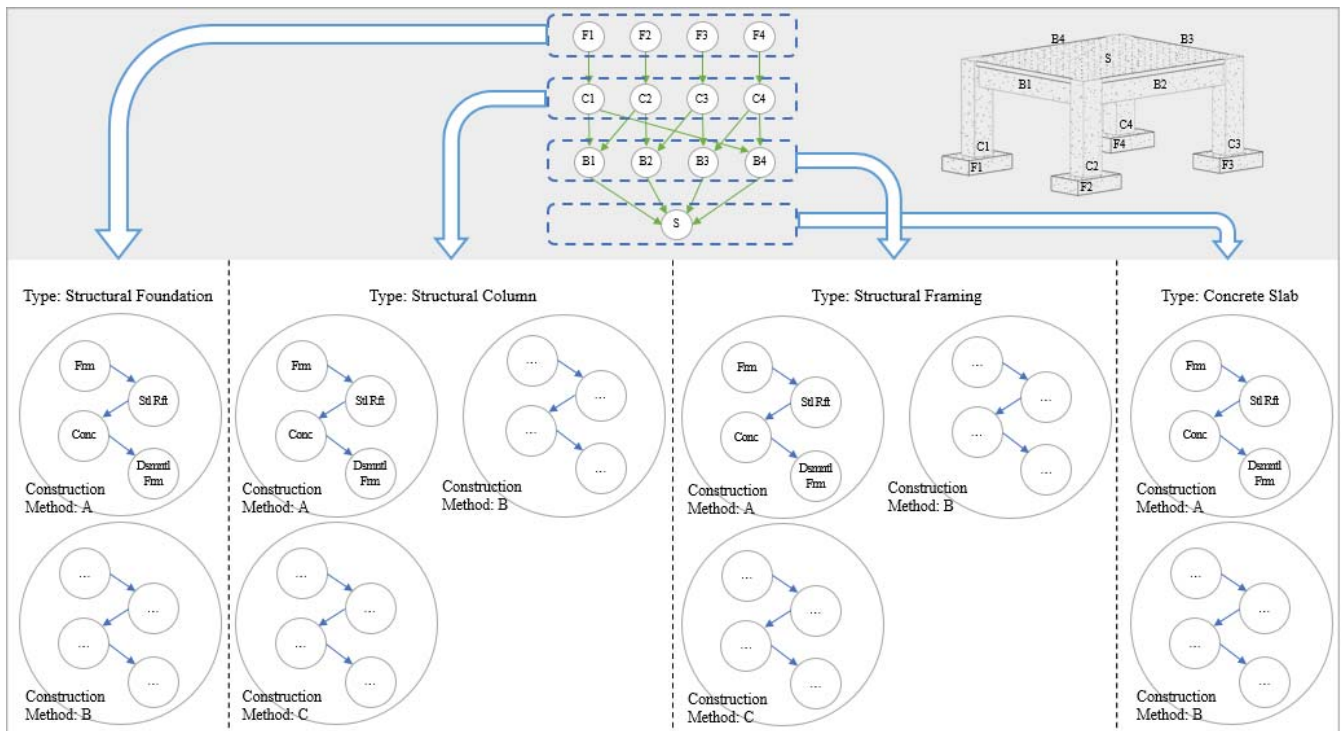 F1 F2 F3 F4
C1 C2 C3 C4
B1 B2 B3 B4
S
B4 B3
S
B1 B2
C4
F4
C1
F1
C3
F3
C2
F2
Type: Structural Foundation
Frm
Stl Rft
Conc
Dsmntl
Frm
Construction
Method: A
...
...
...
...
Construction
Method: B
Type: Structural Column
Frm
Stl Rft
Conc
Dsmntl
Frm
Construction
Method: A
...
...
...
...
Construction
Method: B
...
...
...
...
Construction
Method: C
Type: Structural Framing
Frm
Stl Rft
Conc
Dsmntl
Frm
Construction
Method: A
...
...
...
...
Construction
Method: B
...
...
...
...
Construction
Method: C
Type: Concrete Slab
Frm
Stl Rft
Conc
Dsmntl
Frm
Construction
Method: A
...
...
...
...
Construction
Method: B